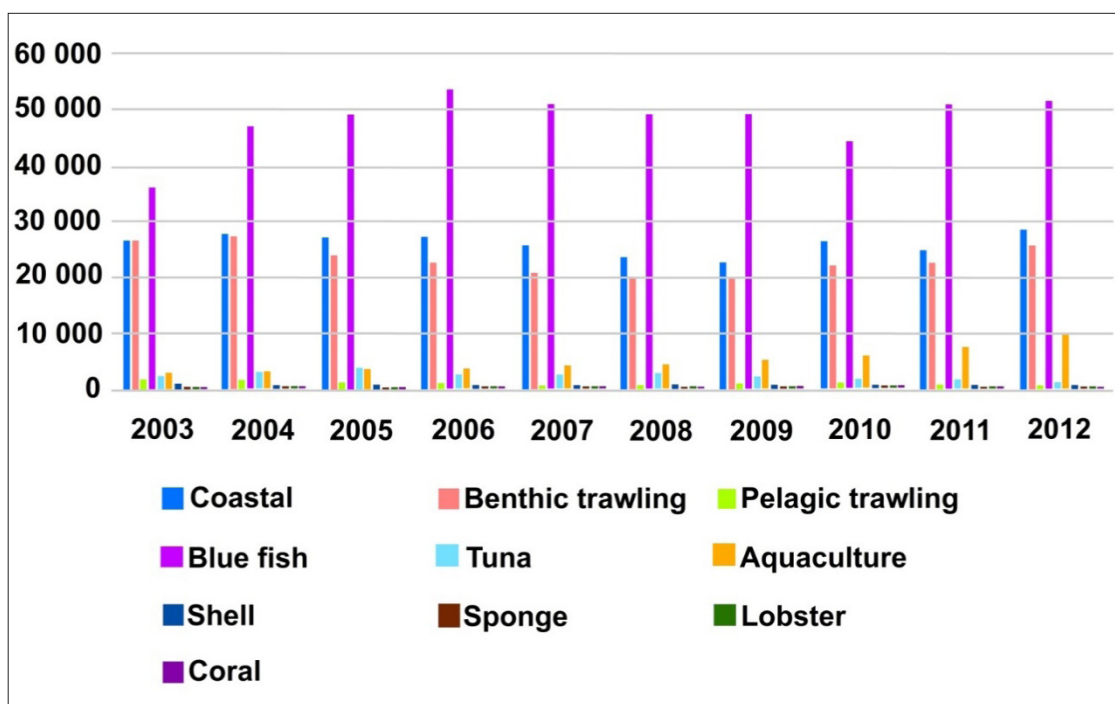 60 000
50 000
40 000
30 000
20 000
10 000
0
2003 2004 2005 2006 2007 2008 2009 2010 2011 2012
Coastal Benthic trawling Pelagic trawling
Blue fish Tuna Aquaculture
Shell Sponge Lobster
Coral